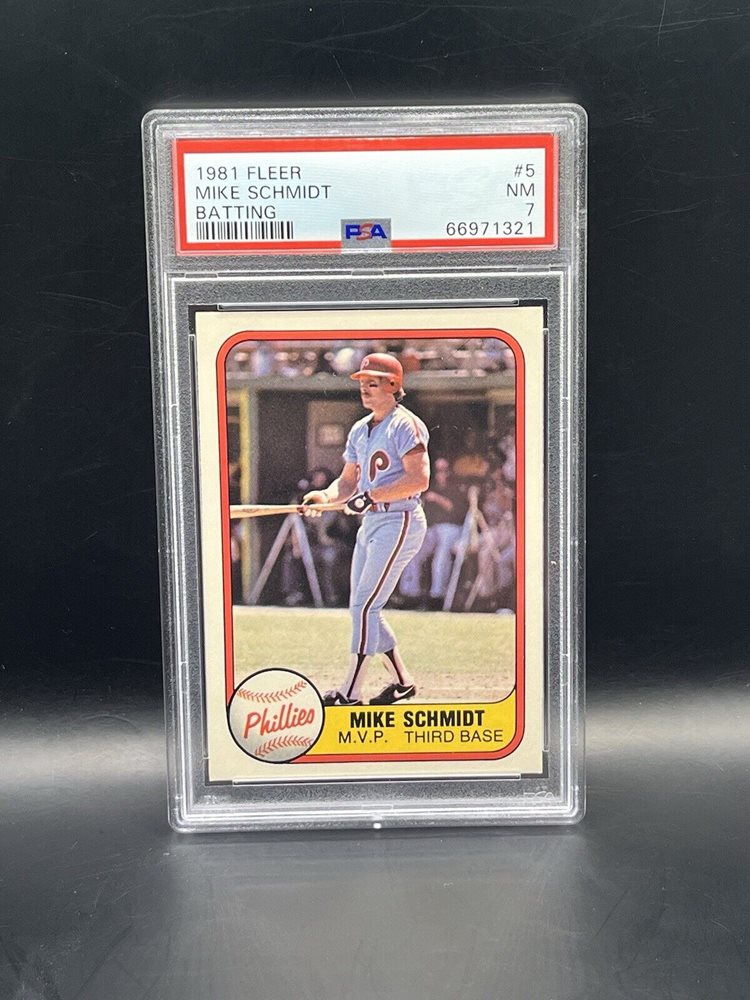 1981 FLEER #5
MIKE SCHMIDT NM
BATTING 7
PSA 66971321
P
P
Phillies
MIKE SCHMIDT
M.V.P. THIRD BASE